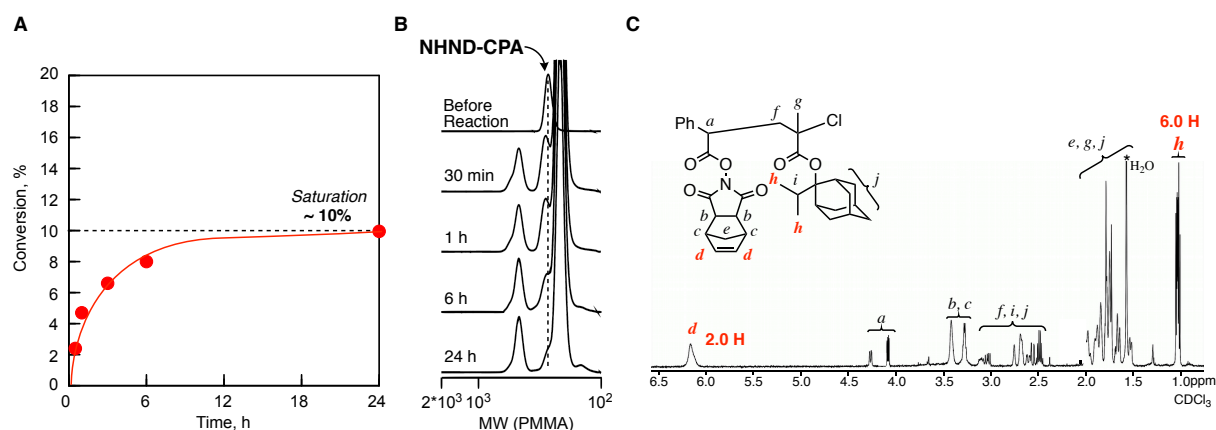 A
20
18
16
14
12
10
8
6
4
2
0
Conversion, %
Saturation
~ 10%
0
6
12
18
24
Time, h
B
NHND-CPA
Before
Reaction
30 min
1 h
6 h
24 h
2*10³ 10³ 10²
MW (PMMA)
C
Ph
a
f
g
Cl
O
O
N
O
O
O
O
b
b
c
e
c
d
d
h
i
h
j
6.0 H
h
e, g, j
*H₂O
d
2.0 H
a
b, c
f, i, j
6.5 6.0 5.5 5.0 4.5 4.0 3.5 3.0 2.5 2.0 1.5 1.0ppm
CDCl₃